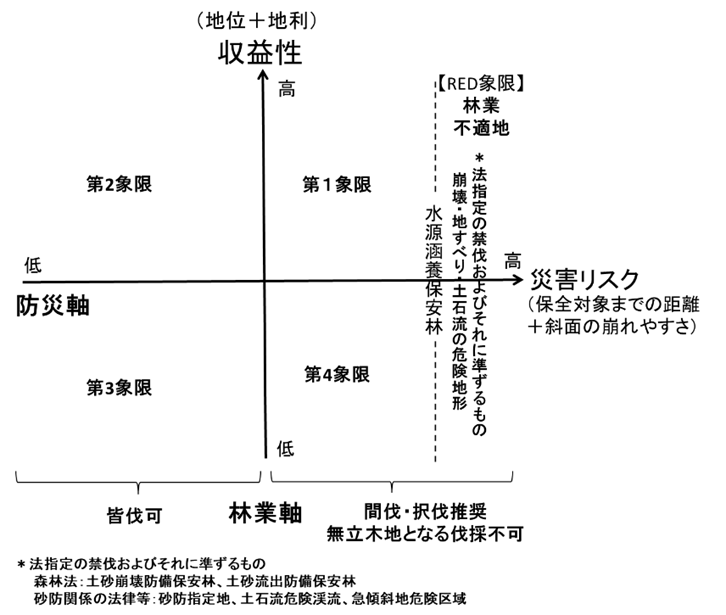 （地位＋地利）
収益性
高
【RED象限】
林業
不適地
第2象限
第１象限
＊法指定の禁伐およびそれに準ずるもの
崩壊・地すべり・土石流の危険地形
水源涵養保安林
低
高
災害リスク
防災軸
（保全対象までの距離
＋斜面の崩れやすさ）
第3象限
第4象限
低
皆伐可
林業軸
間伐・択伐推奨
無立木地となる伐採不可
＊法指定の禁伐およびそれに準ずるもの
森林法：土砂崩壊防備保安林、土砂流出防備保安林
砂防関係の法律等：砂防指定地、土石流危険渓流、急傾斜地危険区域